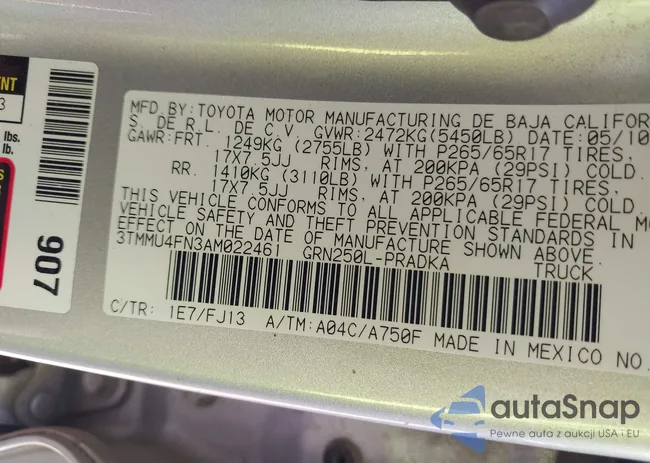 NT
3
lbs.
lb.
S
907
MFD. BY: TOYOTA MOTOR MANUFACTURING DE BAJA CALIFOR
S. DE R.L. DE C.V. GVWR: 2472KG(5450LB) DATE: 05/10
GAWR: FRT. 1249KG (2755LB) WITH P265/65R17 TIRES,
17X7.5JJ RIMS, AT 200KPA (29PSI) COLD.
RR. 1410KG (3110LB) WITH P265/65R17 TIRES,
17X7.5JJ RIMS, AT 200KPA (29PSI) COLD.
THIS VEHICLE CONFORMS TO ALL APPLICABLE FEDERAL MO
VEHICLE SAFETY AND THEFT PREVENTION STANDARDS IN
EFFECT ON THE DATE OF MANUFACTURE SHOWN ABOVE.
3TMMU4FN3AM022461 GRN250L-PRADKA TRUCK
C/TR: 1E7/FJ13 A/TM: A04C/A750F MADE IN MEXICO NO.
autaSnap
Pewne auta z aukcji USA i EU